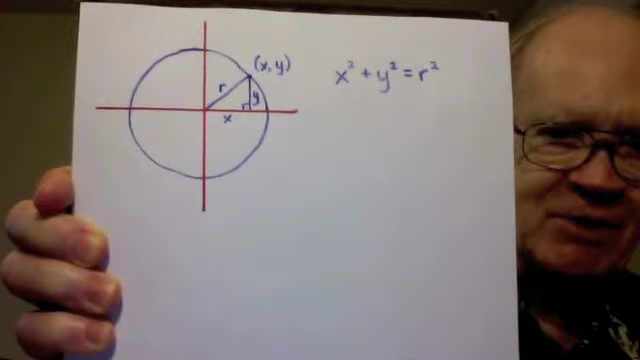 (x, y)
x² + y² = r²
r
y
x